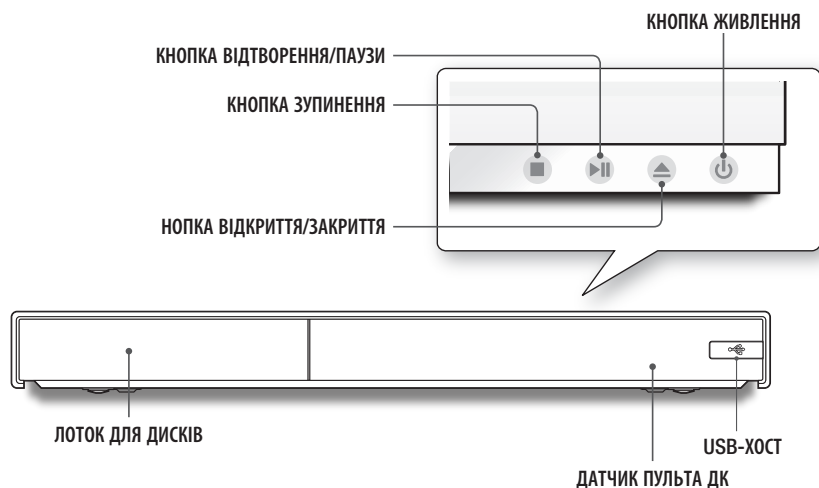 КНОПКА ЖИВЛЕННЯ
КНОПКА ВІДТВОРЕННЯ/ПАУЗИ
КНОПКА ЗУПИНЕННЯ
НОПКА ВІДКРИТТЯ/ЗАКРИТТЯ
ЛОТОК ДЛЯ ДИСКІВ
USB-ХОСТ
ДАТЧИК ПУЛЬТА ДК